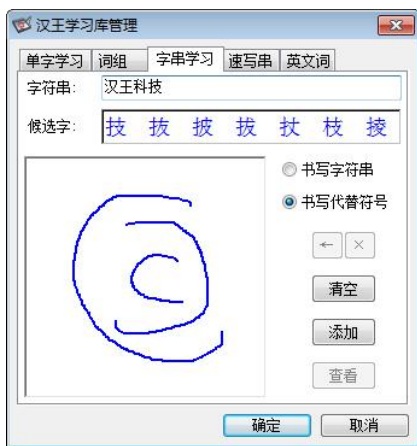 汉王学习库管理
单字学习 词组 字串学习 速写串 英文词
字符串: 汉王科技
候选字: 技 抜 披 拔 扙 枝 掕
书写字符串
书写代替符号
← ×
清空
添加
查看
确定 取消